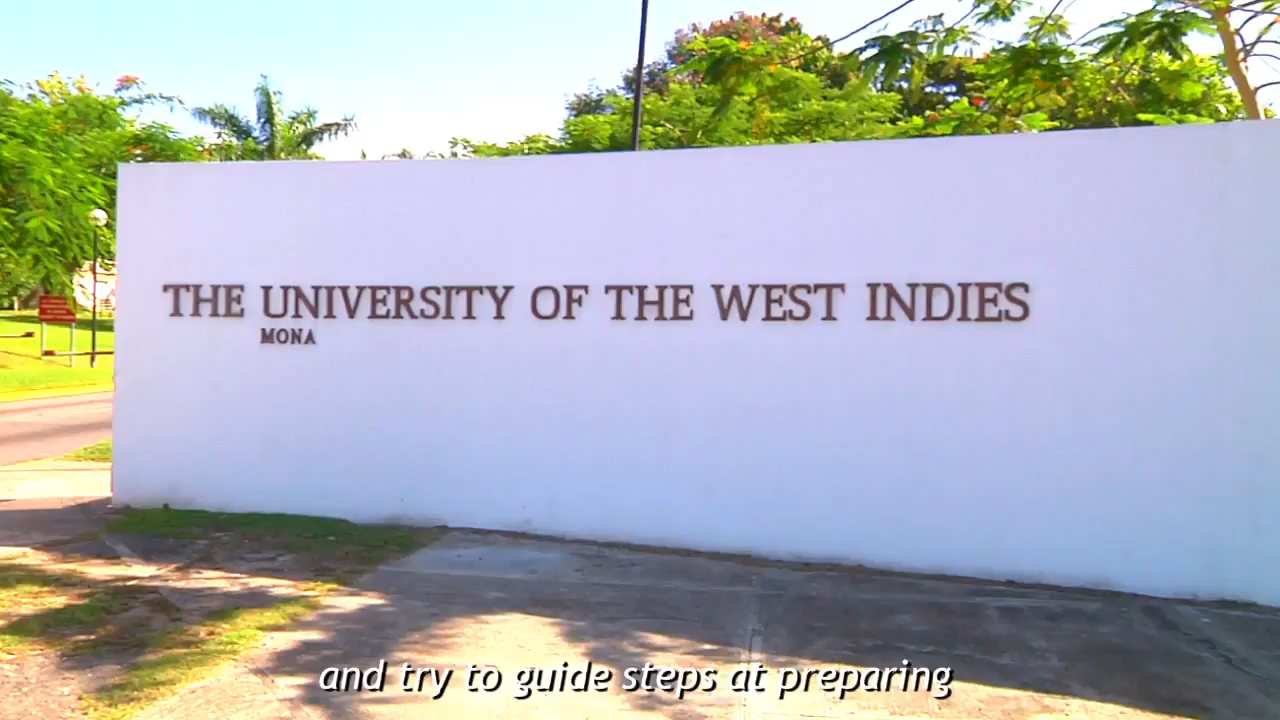 THE UNIVERSITY OF THE WEST INDIES
MONA
and try to guide steps at preparing